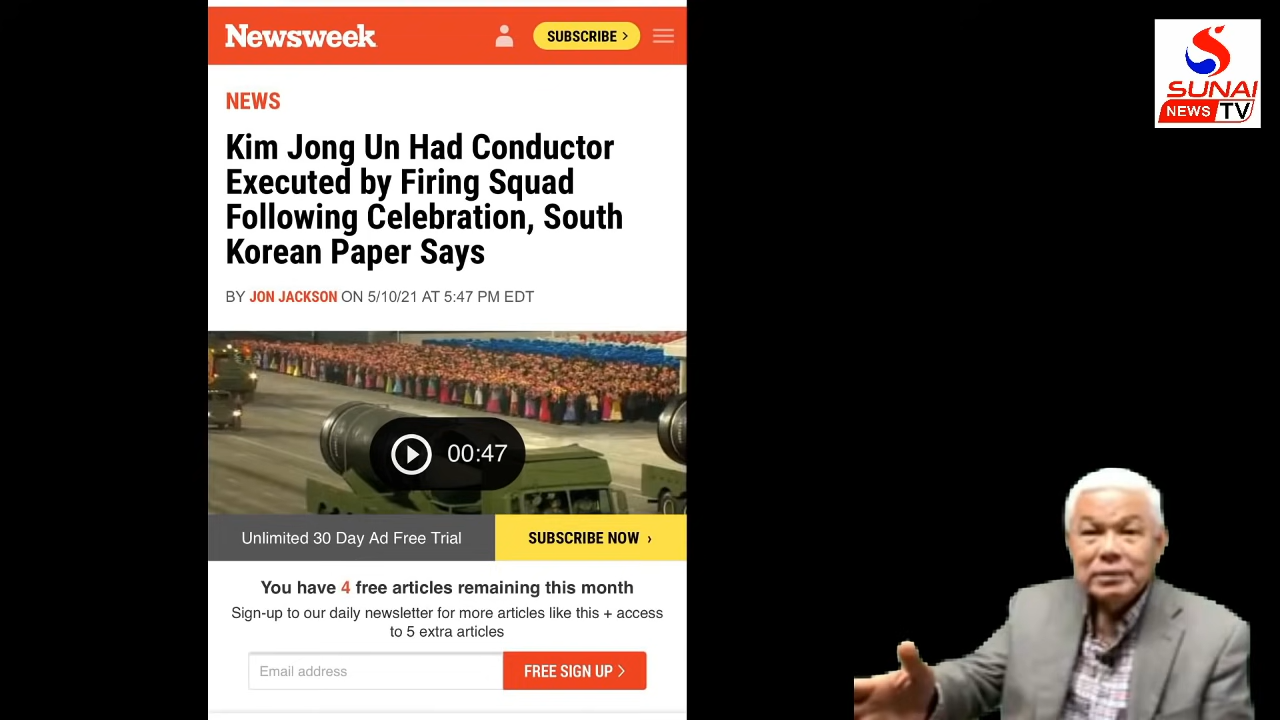 Newsweek
SUBSCRIBE >
SUNAI
NEWS TV
NEWS
Kim Jong Un Had Conductor
Executed by Firing Squad
Following Celebration, South
Korean Paper Says
BY JON JACKSON ON 5/10/21 AT 5:47 PM EDT
00:47
Unlimited 30 Day Ad Free Trial
SUBSCRIBE NOW ›
You have 4 free articles remaining this month
Sign-up to our daily newsletter for more articles like this + access
to 5 extra articles
Email address
FREE SIGN UP >